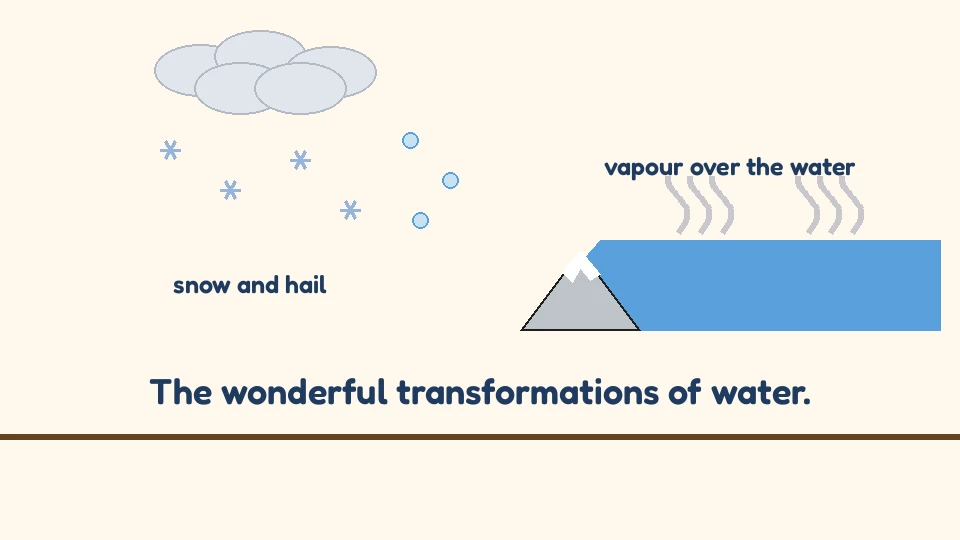 vapour over the water
snow and hail
The wonderful transformations of water.